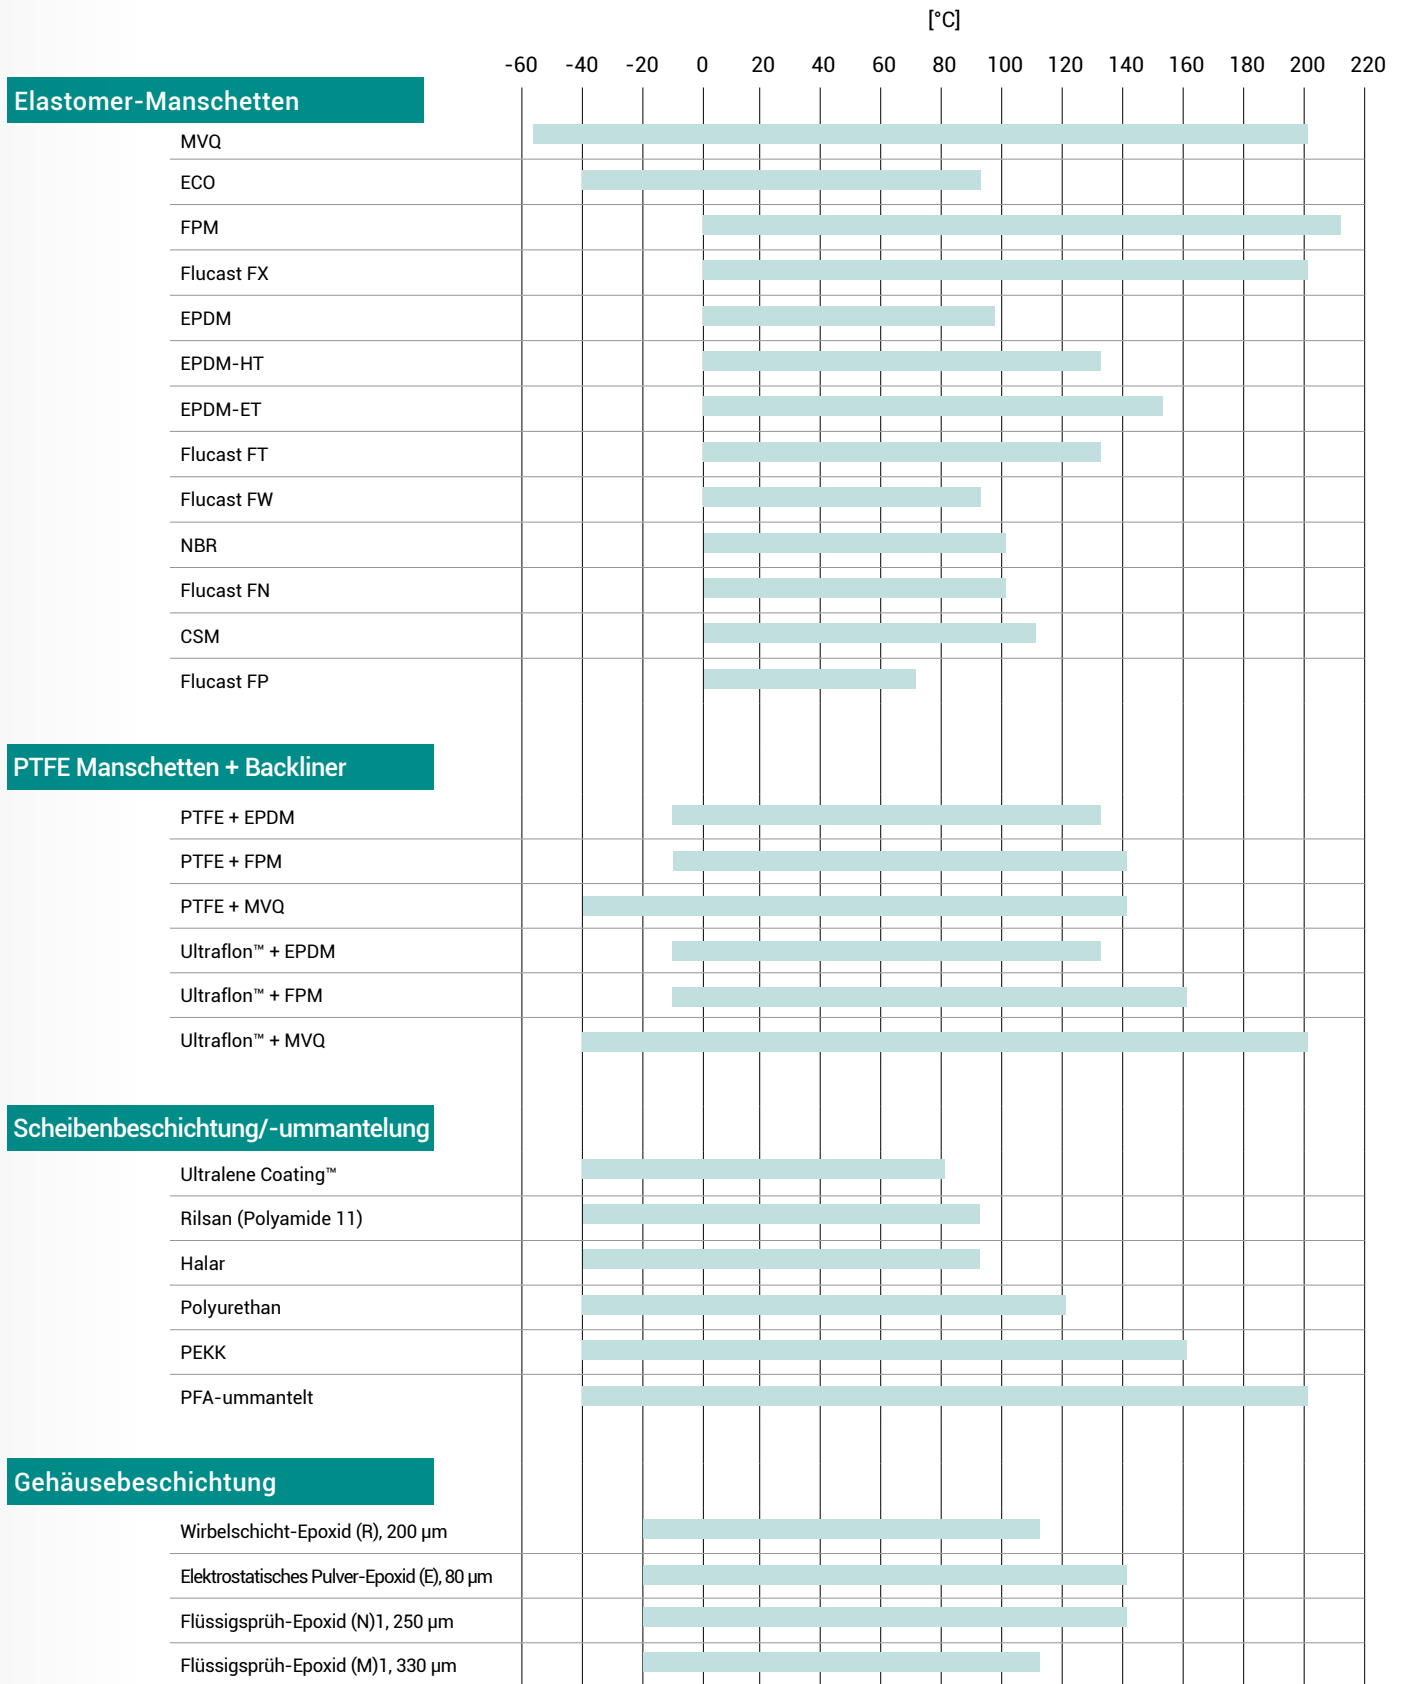 [°C]
-60 -40 -20 0 20 40 60 80 100 120 140 160 180 200 220
Elastomer-Manschetten
MVQ
ECO
FPM
Flucast FX
EPDM
EPDM-HT
EPDM-ET
Flucast FT
Flucast FW
NBR
Flucast FN
CSM
Flucast FP
PTFE Manschetten + Backliner
PTFE + EPDM
PTFE + FPM
PTFE + MVQ
Ultraflon™ + EPDM
Ultraflon™ + FPM
Ultraflon™ + MVQ
Scheibenbeschichtung/-ummantelung
Ultralene Coating™
Rilsan (Polyamide 11)
Halar
Polyurethan
PEKK
PFA-ummantelt
Gehäusebeschichtung
Wirbelschicht-Epoxid (R), 200 µm
Elektrostatisches Pulver-Epoxid (E), 80 µm
Flüssigsprüh-Epoxid (N)1, 250 µm
Flüssigsprüh-Epoxid (M)1, 330 µm